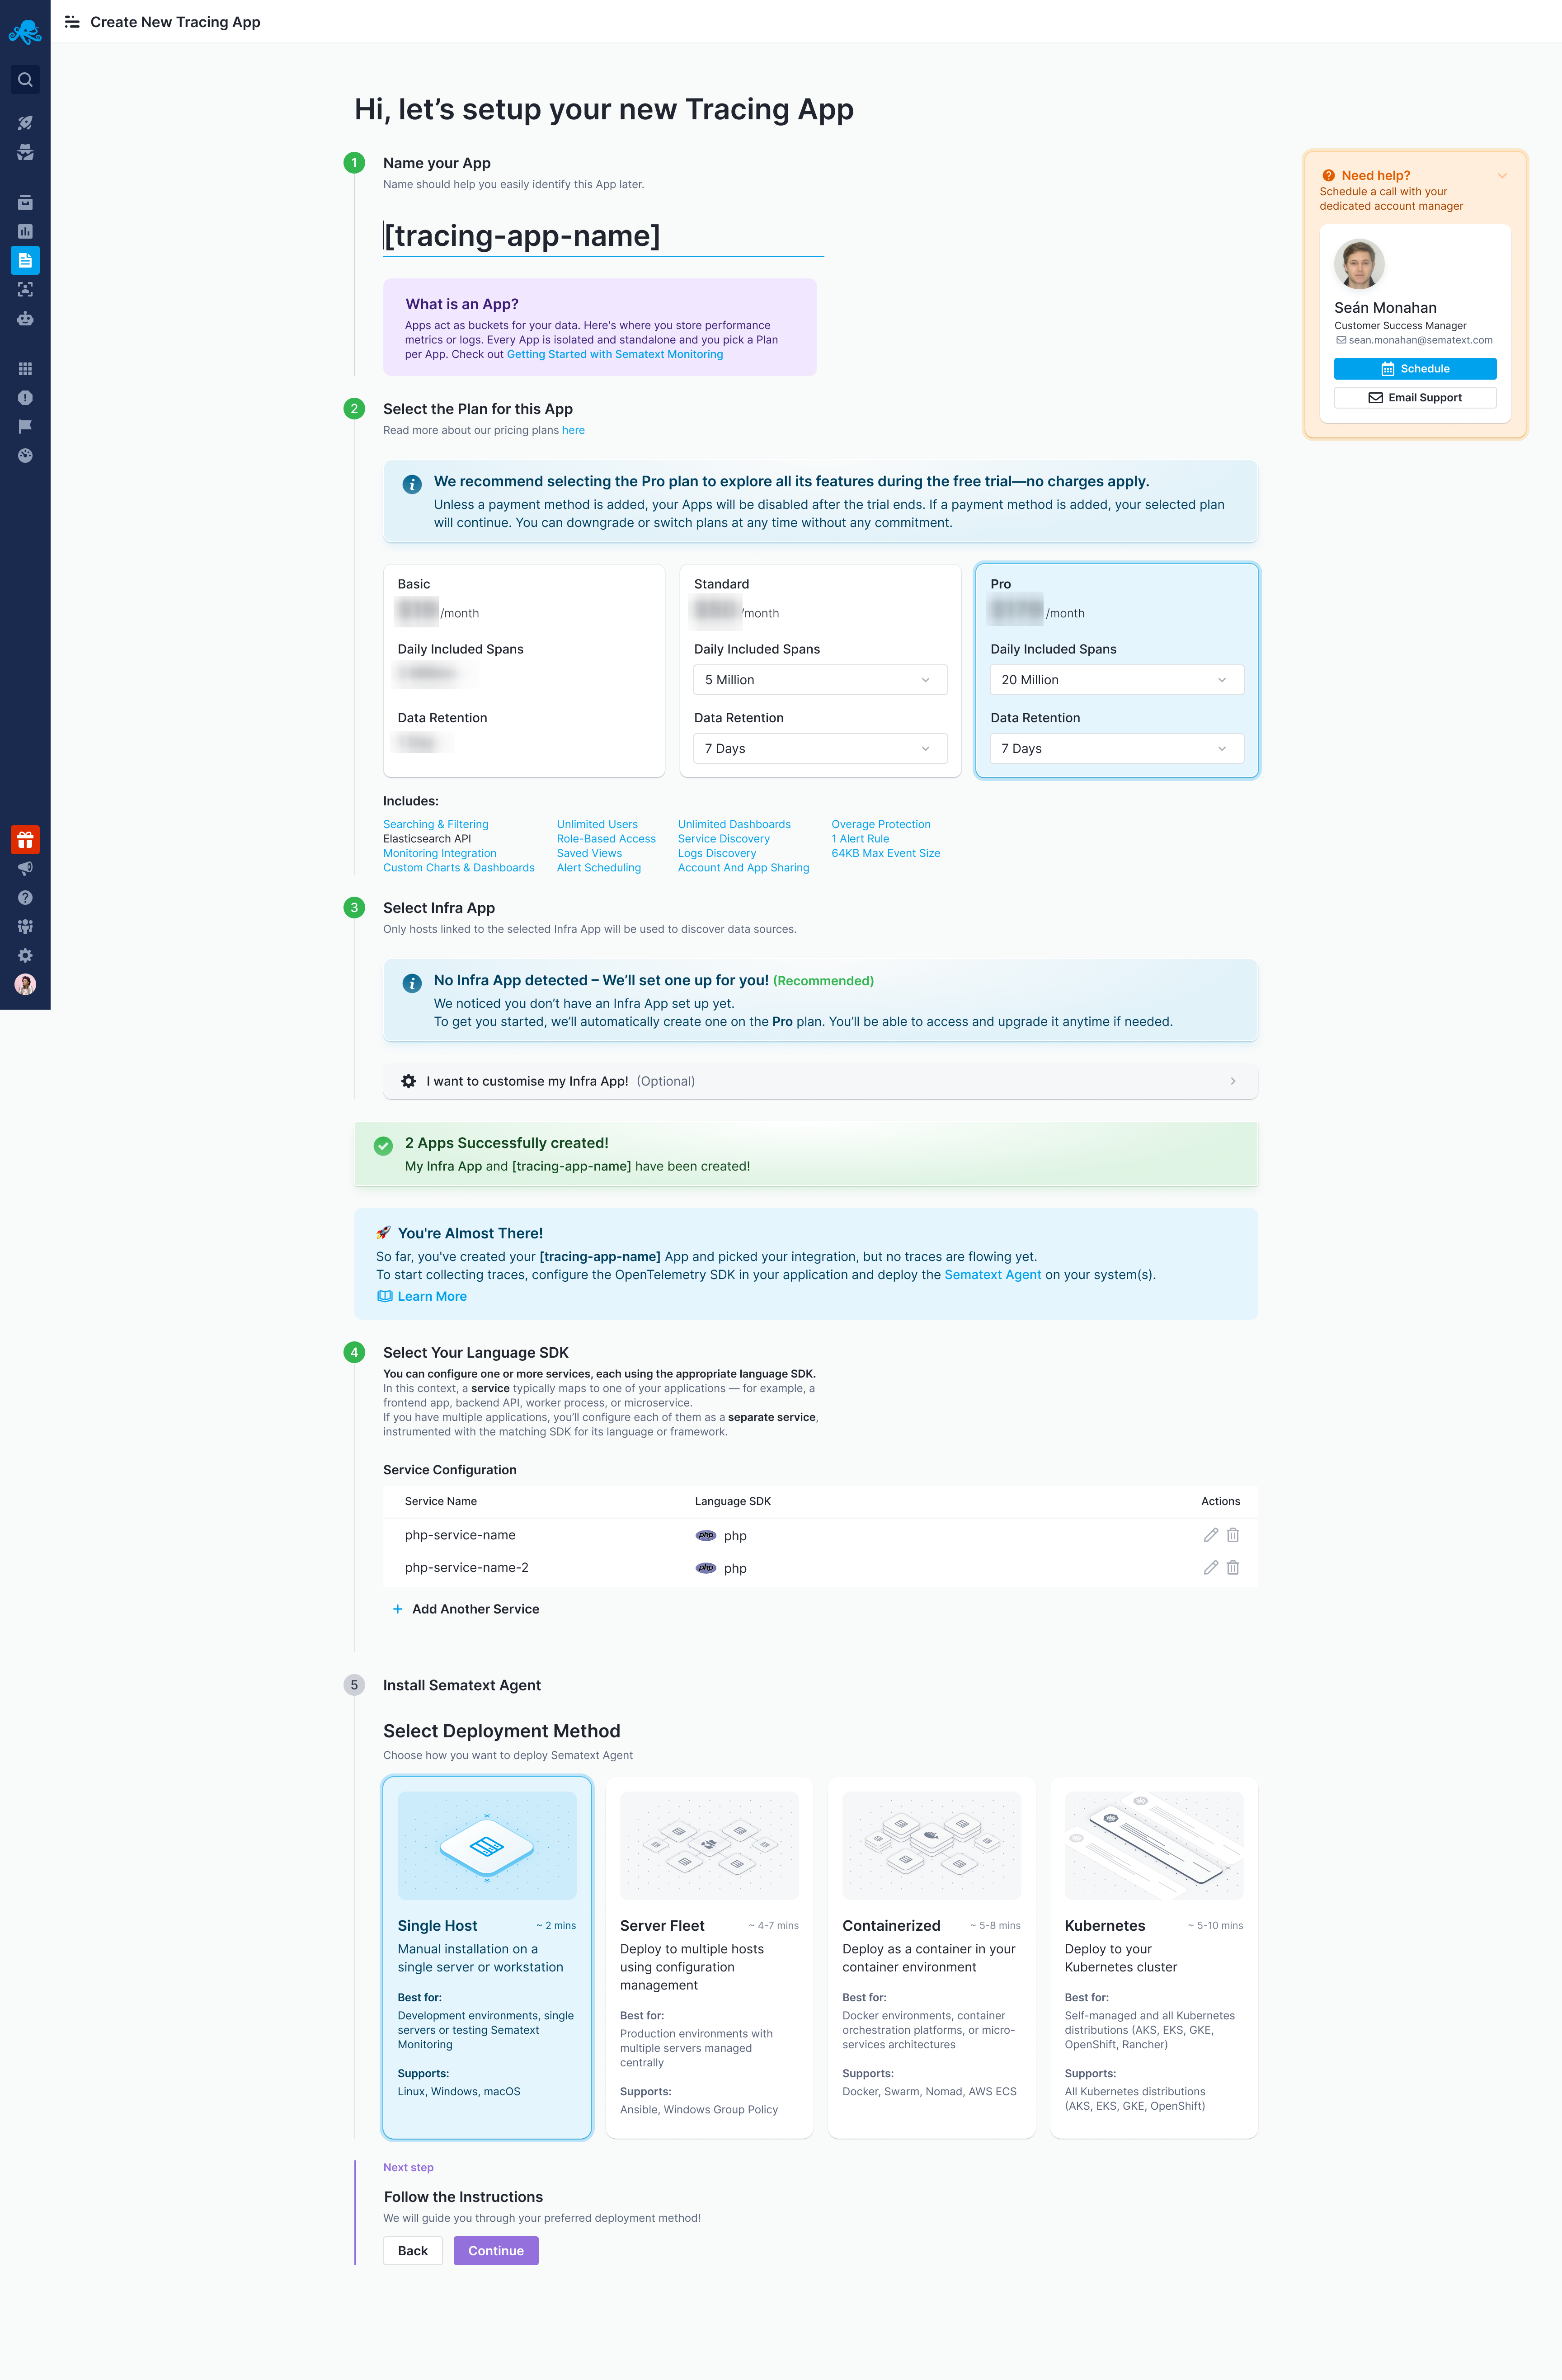 Create New Tracing App
Hi, let’s setup your new Tracing App
1
Name your App
Name should help you easily identify this App later.
[tracing-app-name]
What is an App?
Apps act as buckets for your data. Here's where you store performance
metrics or logs. Every App is isolated and standalone and you pick a Plan
per App. Check out Getting Started with Sematext Monitoring
Need help?
Schedule a call with your
dedicated account manager
Seán Monahan
Customer Success Manager
sean.monahan@sematext.com
Schedule
Email Support
2
Select the Plan for this App
Read more about our pricing plans here
We recommend selecting the Pro plan to explore all its features during the free trial—no charges apply.
Unless a payment method is added, your Apps will be disabled after the trial ends. If a payment method is added, your selected plan
will continue. You can downgrade or switch plans at any time without any commitment.
Basic
/month
Daily Included Spans
Data Retention
Standard
/month
Daily Included Spans
5 Million
Data Retention
7 Days
Pro
/month
Daily Included Spans
20 Million
Data Retention
7 Days
Includes:
Searching & Filtering
Elasticsearch API
Monitoring Integration
Custom Charts & Dashboards
Unlimited Users
Role-Based Access
Saved Views
Alert Scheduling
Unlimited Dashboards
Service Discovery
Logs Discovery
Account And App Sharing
Overage Protection
1 Alert Rule
64KB Max Event Size
3
Select Infra App
Only hosts linked to the selected Infra App will be used to discover data sources.
No Infra App detected – We’ll set one up for you! (Recommended)
We noticed you don’t have an Infra App set up yet.
To get you started, we’ll automatically create one on the Pro plan. You’ll be able to access and upgrade it anytime if needed.
I want to customise my Infra App! (Optional)
2 Apps Successfully created!
My Infra App and [tracing-app-name] have been created!
You're Almost There!
So far, you've created your [tracing-app-name] App and picked your integration, but no traces are flowing yet.
To start collecting traces, configure the OpenTelemetry SDK in your application and deploy the Sematext Agent on your system(s).
Learn More
4
Select Your Language SDK
You can configure one or more services, each using the appropriate language SDK.
In this context, a service typically maps to one of your applications — for example, a
frontend app, backend API, worker process, or microservice.
If you have multiple applications, you’ll configure each of them as a separate service,
instrumented with the matching SDK for its language or framework.
Service Configuration
Service Name Language SDK Actions
php-service-name php php
php-service-name-2 php php
+ Add Another Service
5
Install Sematext Agent
Select Deployment Method
Choose how you want to deploy Sematext Agent
Single Host ~ 2 mins
Manual installation on a
single server or workstation
Best for:
Development environments, single
servers or testing Sematext
Monitoring
Supports:
Linux, Windows, macOS
Server Fleet ~ 4-7 mins
Deploy to multiple hosts
using configuration
management
Best for:
Production environments with
multiple servers managed
centrally
Supports:
Ansible, Windows Group Policy
Containerized ~ 5-8 mins
Deploy as a container in your
container environment
Best for:
Docker environments, container
orchestration platforms, or micro-
services architectures
Supports:
Docker, Swarm, Nomad, AWS ECS
Kubernetes ~ 5-10 mins
Deploy to your
Kubernetes cluster
Best for:
Self-managed and all Kubernetes
distributions (AKS, EKS, GKE,
OpenShift, Rancher)
Supports:
All Kubernetes distributions
(AKS, EKS, GKE, OpenShift)
Next step
Follow the Instructions
We will guide you through your preferred deployment method!
Back
Continue